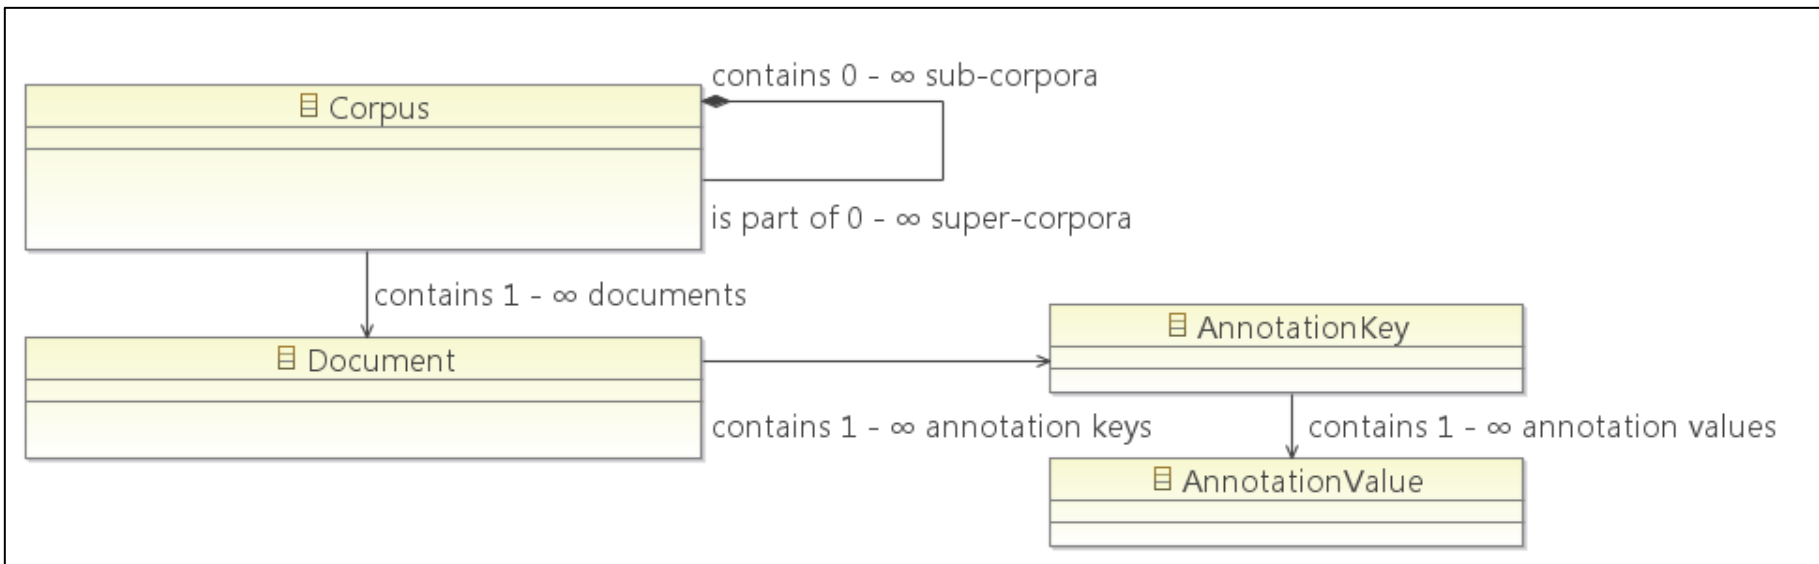 contains 0 - ∞ sub-corpora
Corpus
is part of 0 - ∞ super-corpora
contains 1 - ∞ documents
AnnotationKey
Document
contains 1 - ∞ annotation keys
contains 1 - ∞ annotation values
AnnotationValue